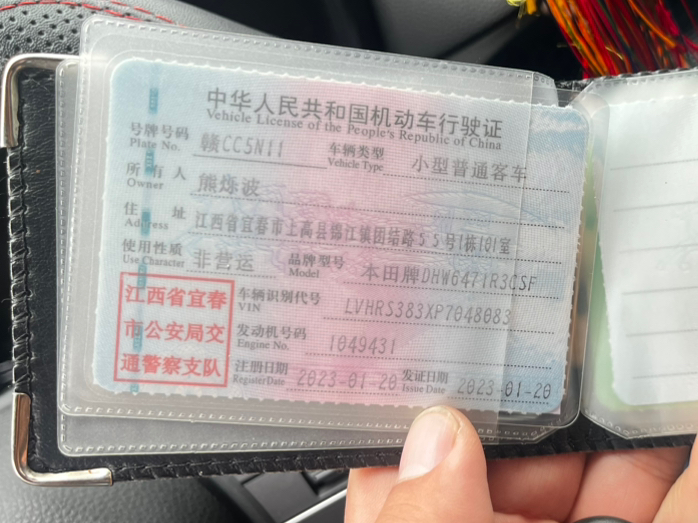 中华人民共和国机动车行驶证
Vehicle License of the People's Republic of China
号牌号码 赣CC5N11 车辆类型 小型普通客车
Plate No. Vehicle Type
所有人 熊烁波
Owner
住址 江西省宜春市上高县锦江镇团结路55号1栋101室
Address
使用性质 非营运 品牌型号 本田牌DHW6471R3CSF
Use Character Model
江西省宜春 车辆识别代号 LVHRS383XP7048083
VIN
市公安局交 发动机号码 1049431
Engine No.
通警察支队 注册日期 2023-01-20 发证日期 2023-01-20
Register Date Issue Date